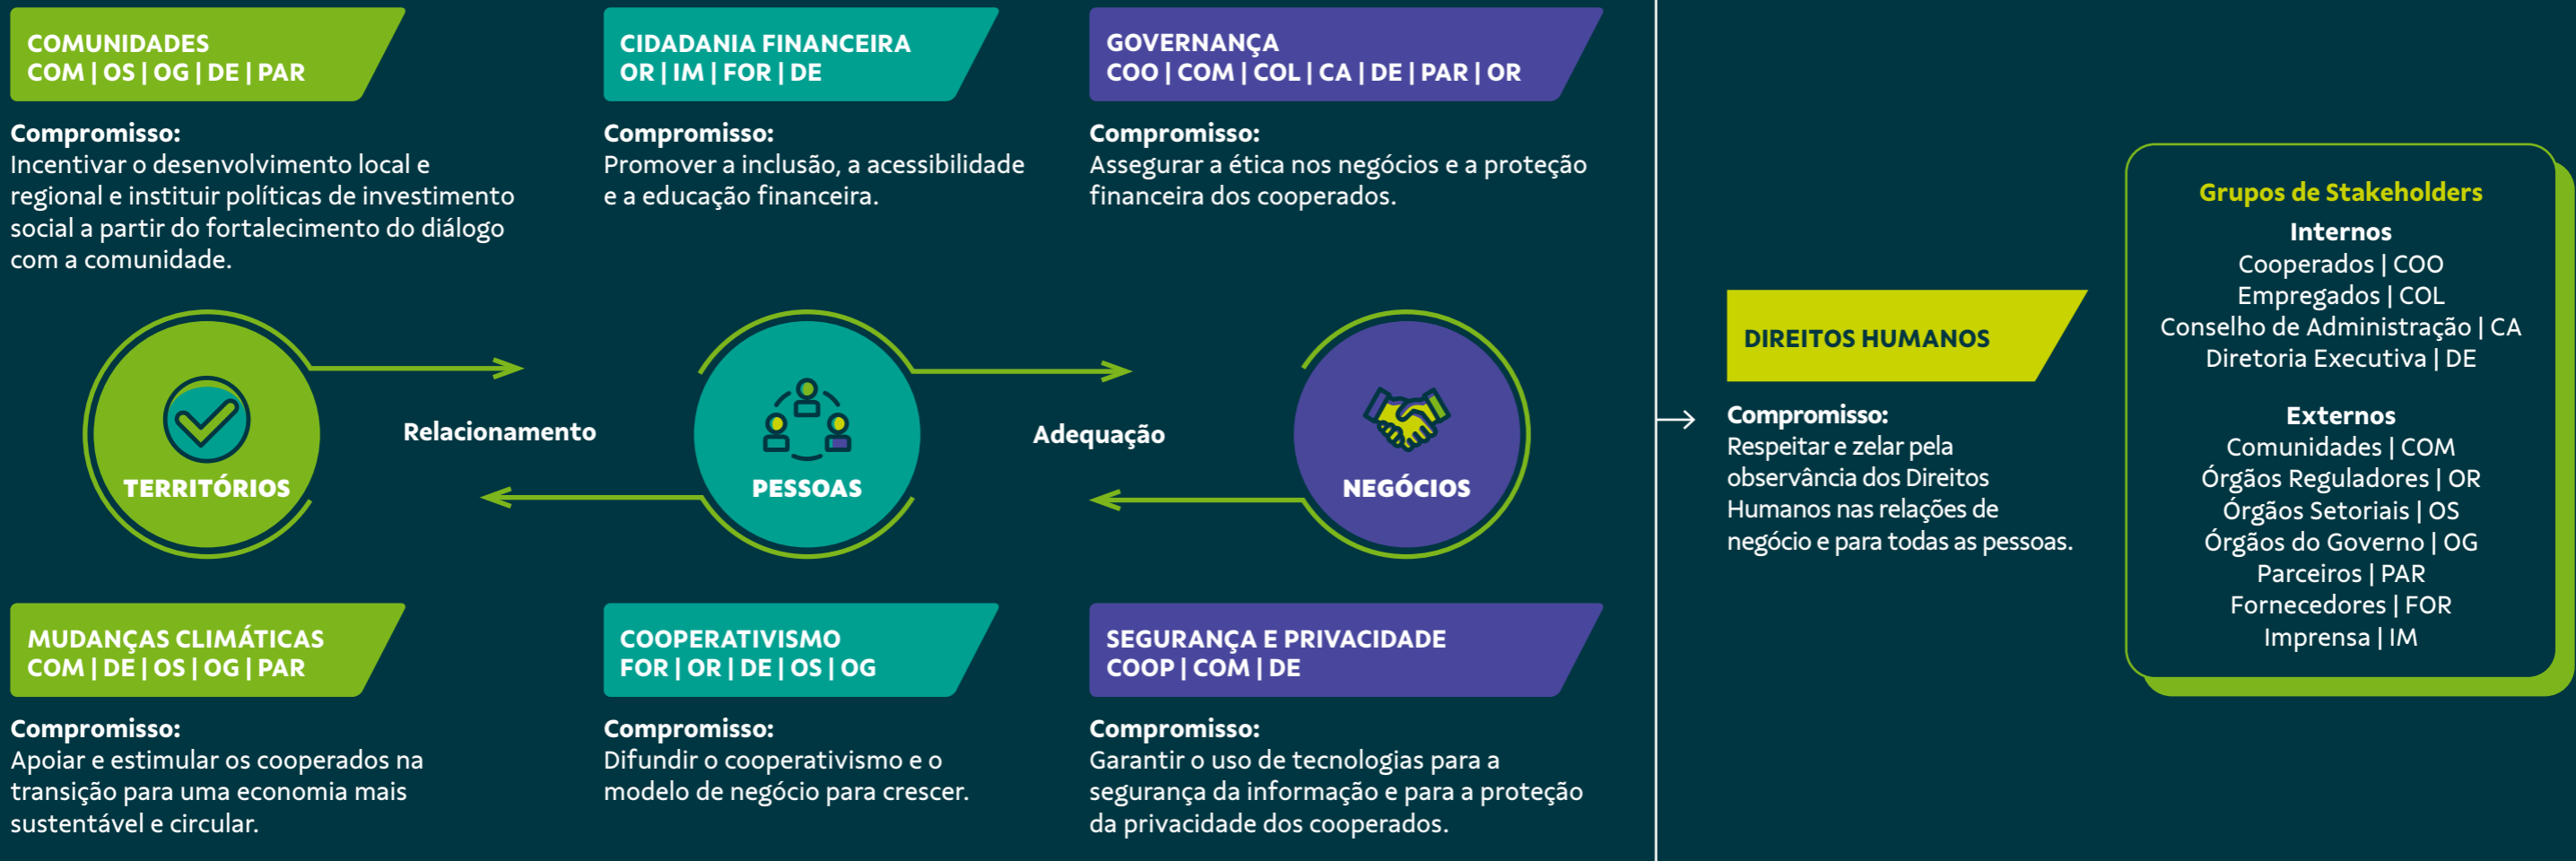 COMUNIDADES
COM | OS | OG | DE | PAR
Compromisso:
Incentivar o desenvolvimento local e
regional e instituir políticas de investimento
social a partir do fortalecimento do diálogo
com a comunidade.
CIDADANIA FINANCEIRA
OR | IM | FOR | DE
Compromisso:
Promover a inclusão, a acessibilidade
e a educação financeira.
GOVERNANÇA
COO | COM | COL | CA | DE | PAR | OR
Compromisso:
Assegurar a ética nos negócios e a proteção
financeira dos cooperados.
TERRITÓRIOS
Relacionamento
PESSOAS
Adequação
NEGÓCIOS
MUDANÇAS CLIMÁTICAS
COM | DE | OS | OG | PAR
Compromisso:
Apoiar e estimular os cooperados na
transição para uma economia mais
sustentável e circular.
COOPERATIVISMO
FOR | OR | DE | OS | OG
Compromisso:
Difundir o cooperativismo e o
modelo de negócio para crescer.
SEGURANÇA E PRIVACIDADE
COOP | COM | DE
Compromisso:
Garantir o uso de tecnologias para a
segurança da informação e para a proteção
da privacidade dos cooperados.
DIREITOS HUMANOS
Compromisso:
Respeitar e zelar pela
observância dos Direitos
Humanos nas relações de
negócio e para todas as pessoas.
Grupos de Stakeholders
Internos
Cooperados | COO
Empregados | COL
Conselho de Administração | CA
Diretoria Executiva | DE
Externos
Comunidades | COM
Órgãos Reguladores | OR
Órgãos Setoriais | OS
Órgãos do Governo | OG
Parceiros | PAR
Fornecedores | FOR
Imprensa | IM